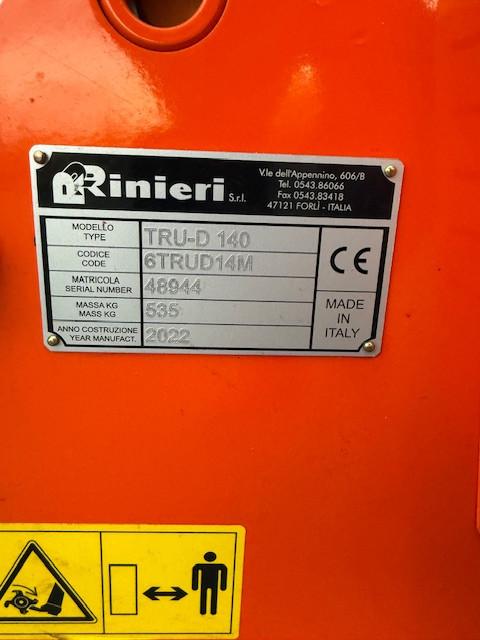 Rinieri S.r.l.
V.le dell'Appennino, 606/B
Tel. 0543.86066
Fax 0543.83418
47121 FORLÌ - ITALIA
MODELLO
TYPE
TRU-D 140
CODICE
CODE
6TRUD14M
MATRICOLA
SERIAL NUMBER
48944
MASSA KG
MASS KG
535
ANNO COSTRUZIONE
YEAR MANUFACT.
2022
CE
MADE
IN
ITALY